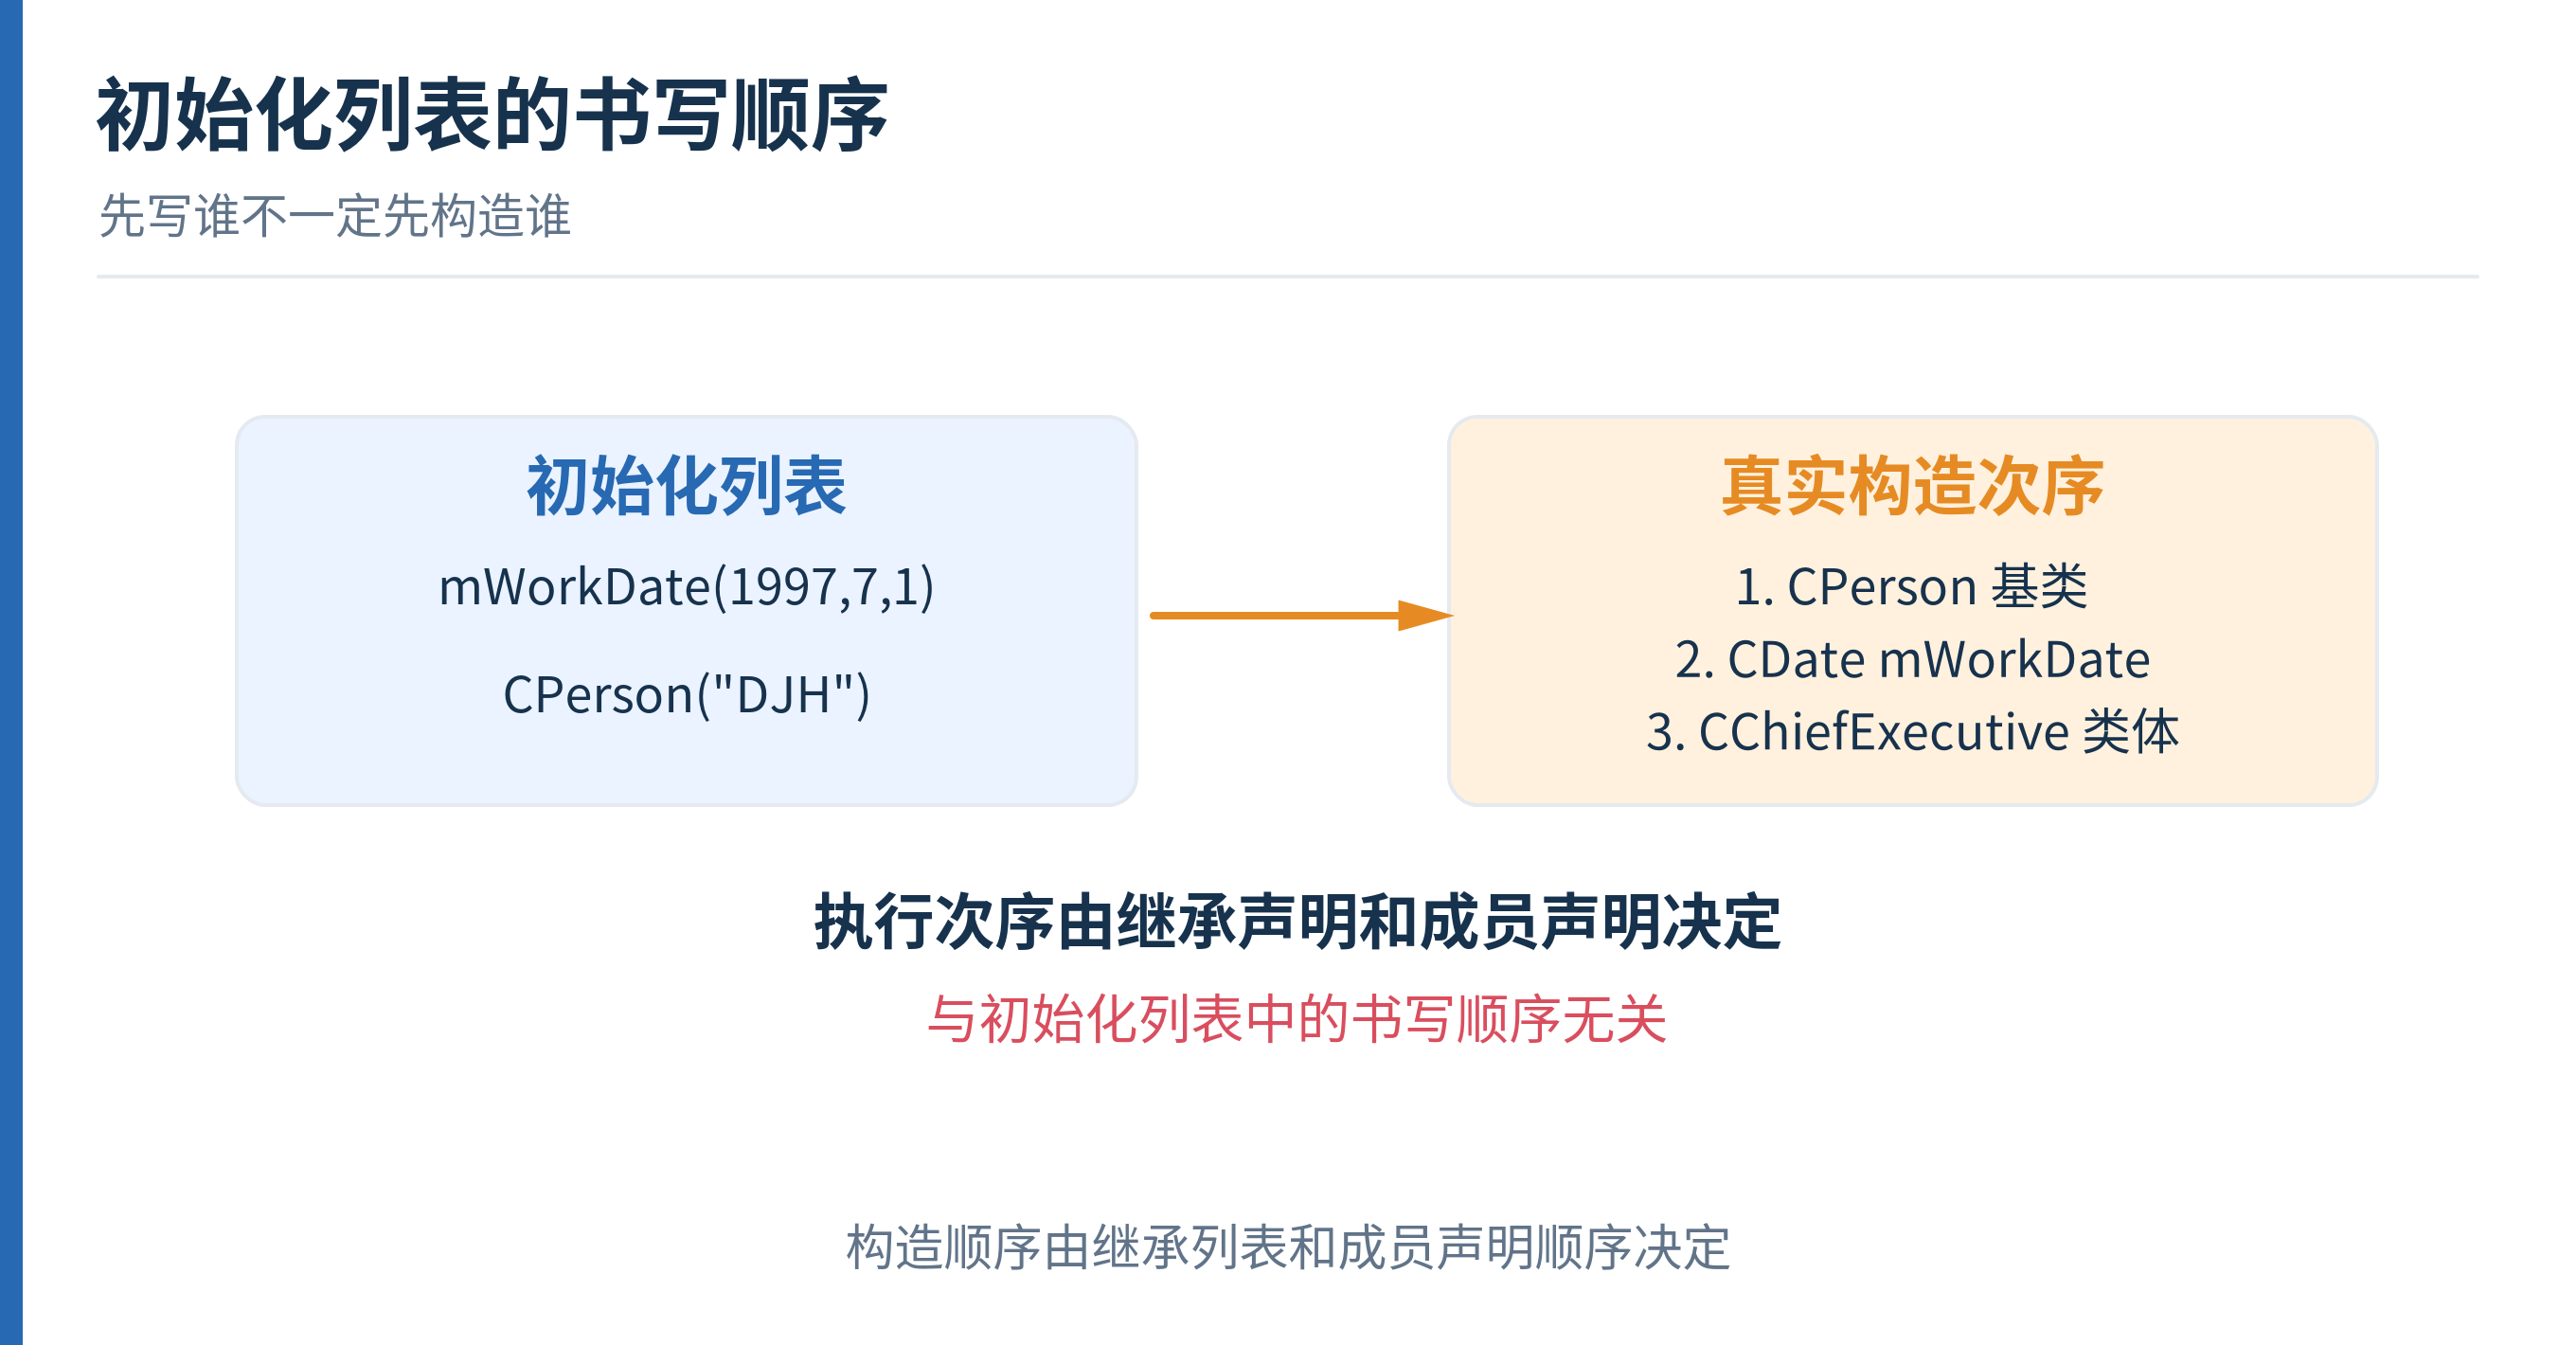 初始化列表的书写顺序
先写谁不一定先构造谁
初始化列表
mWorkDate(1997,7,1)
CPerson("DJH")
真实构造次序
1. CPerson 基类
2. CDate mWorkDate
3. CChiefExecutive 类体
执行次序由继承声明和成员声明决定
与初始化列表中的书写顺序无关
构造顺序由继承列表和成员声明顺序决定